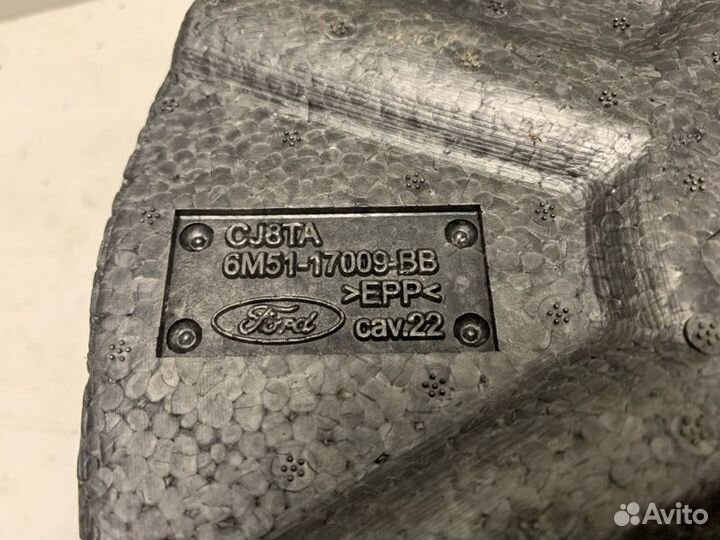 CJ8TA
6M51-17009-BB
>EPP<
Ford cav.22
Avito